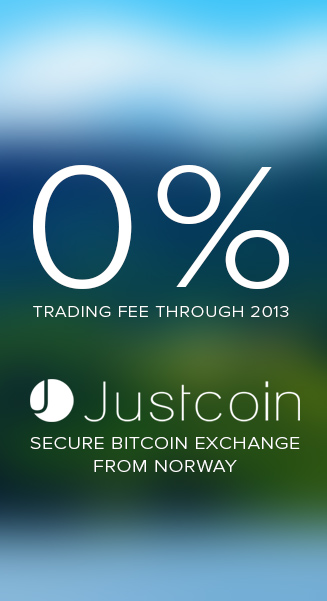 0%
TRADING FEE THROUGH 2013
Justcoin
SECURE BITCOIN EXCHANGE
FROM NORWAY